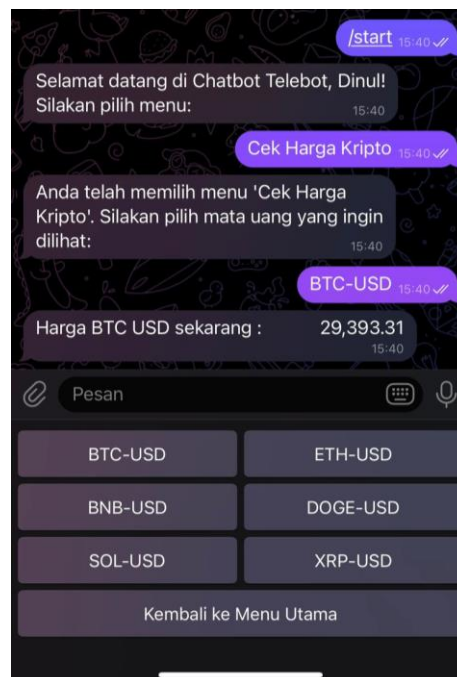 /start 15:40
Selamat datang di Chatbot Telebot, Dinul!
Silakan pilih menu:
15:40
Cek Harga Kripto 15:40
Anda telah memilih menu 'Cek Harga
Kripto'. Silakan pilih mata uang yang ingin
dilihat:
15:40
BTC-USD 15:40
Harga BTC USD sekarang : 29,393.31
15:40
Pesan
BTC-USD
ETH-USD
BNB-USD
DOGE-USD
SOL-USD
XRP-USD
Kembali ke Menu Utama